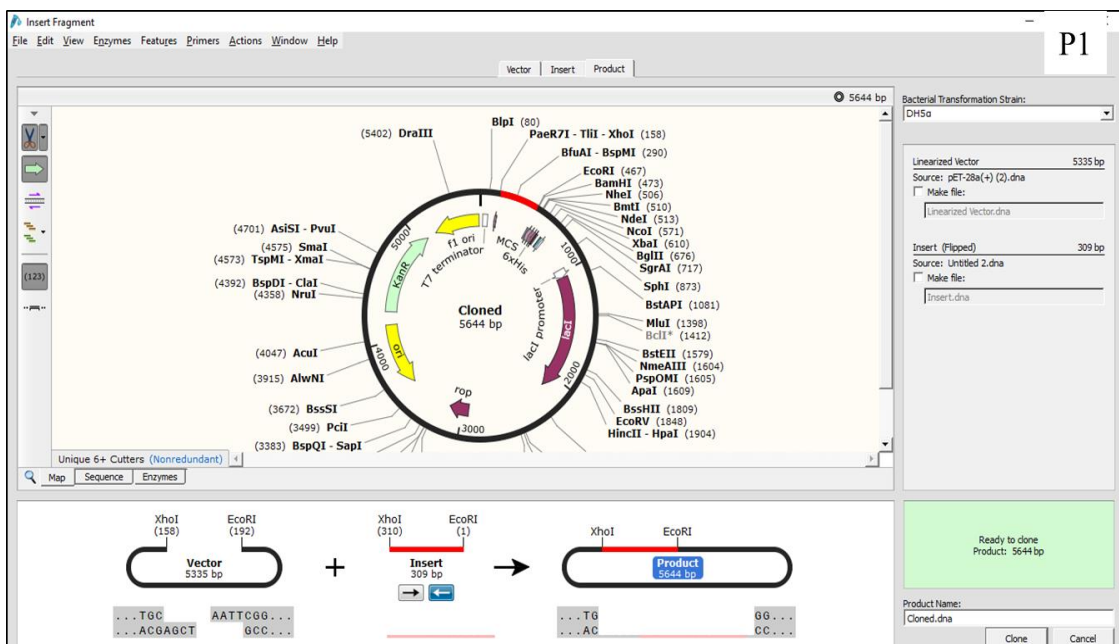 Insert Fragment
P1
File Edit View Enzymes Features Primers Actions Window Help
Vector Insert Product
5644 bp
BlpI (80)
(5402) DraIII
PaeR7I - TliI - XhoI (158)
BfuAI - BspMI (290)
EcoRI (467)
BamHI (473)
NheI (506)
BmtI (510)
NdeI (513)
NcoI (571)
XbaI (610)
BglII (676)
SgrAI (717)
SphI (873)
BstAPI (1081)
MluI (1398)
BclI* (1412)
BstEII (1579)
NmeAIII (1604)
PspOMI (1605)
ApaI (1609)
BssHII (1809)
EcoRV (1848)
HincII - HpaI (1904)
(4701) AsiSI - PvuI
(4575) SmaI
(4573) TspMI - XmaI
(4392) BspDI - ClaI
(4358) NruI
(4047) AcuI
(3915) AlwNI
(3672) BssSI
(3499) PciI
(3383) BspQI - SapI
f1 ori
T7 terminator
MCS
6xHis
KanR
lacI promoter
lacI
ori
rop
Cloned
5644 bp
1000
2000
3000
4000
5000
(123)
Unique 6+ Cutters (Nonredundant)
Map Sequence Enzymes
Bacterial Transformation Strain:
DH5α
Linearized Vector 5335 bp
Source: pET-28a(+) (2).dna
Make file:
Linearized Vector.dna
Insert (Flipped) 309 bp
Source: Untitled 2.dna
Make file:
Insert.dna
XhoI EcoRI XhoI EcoRI XhoI EcoRI
(158) (192) (310) (1)
Vector + Insert Product
5335 bp 309 bp 5644 bp
...TGC AATTCGG... ...TG GG...
...ACGAGCT GCC... ...AC CC...
Ready to clone
Product: 5644 bp
Product Name:
Cloned.dna
Clone Cancel